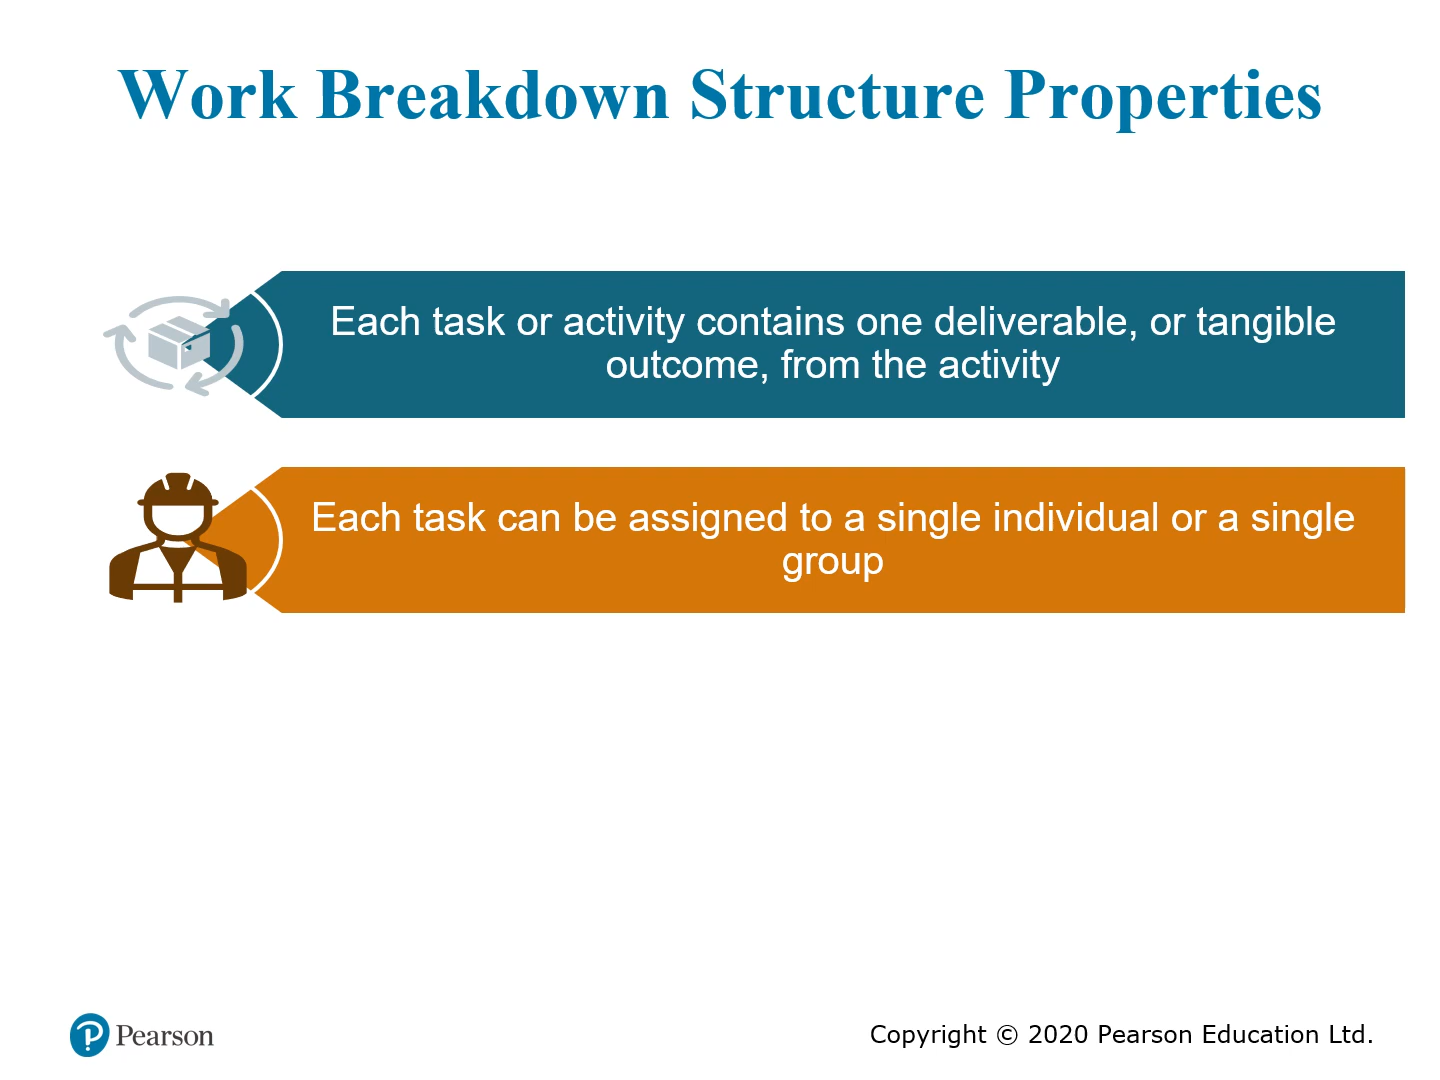 Work Breakdown Structure Properties
Each task or activity contains one deliverable, or tangible
outcome, from the activity
Each task can be assigned to a single individual or a single
group
Pearson
Copyright © 2020 Pearson Education Ltd.